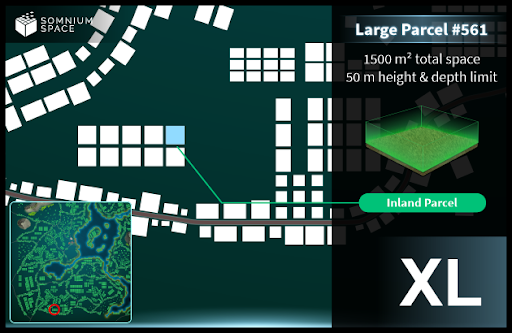 SOMNIUM
SPACE
Large Parcel #561
1500 m² total space
50 m height & depth limit
Inland Parcel
XL